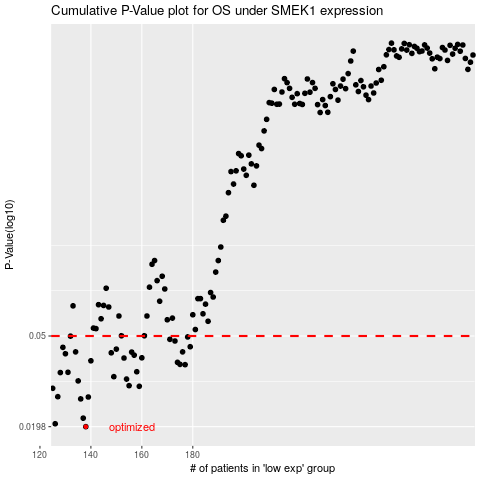 Cumulative P-Value plot for OS under SMEK1 expression
P-Value(log10)
0.05
0.0198
optimized
120 140 160 180
# of patients in 'low exp' group